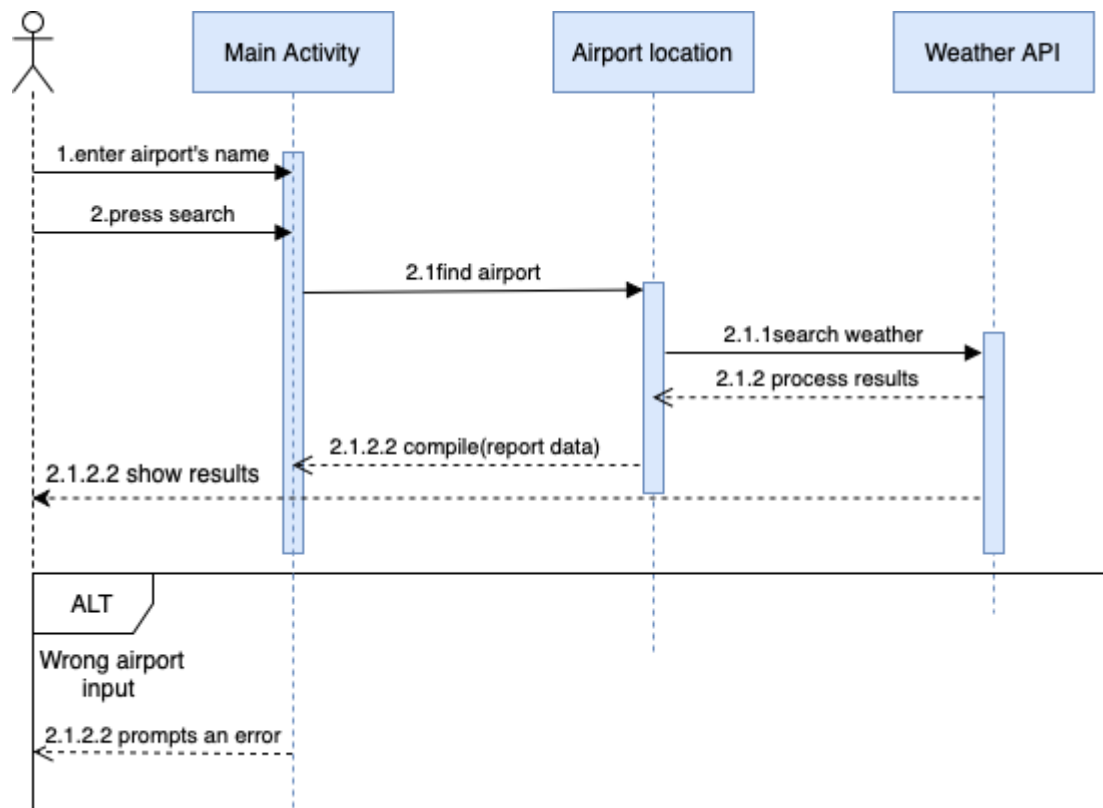 Main Activity
Airport location
Weather API
1.enter airport's name
2.press search
2.1find airport
2.1.1search weather
2.1.2 process results
2.1.2.2 compile(report data)
2.1.2.2 show results
ALT
Wrong airport
input
2.1.2.2 prompts an error